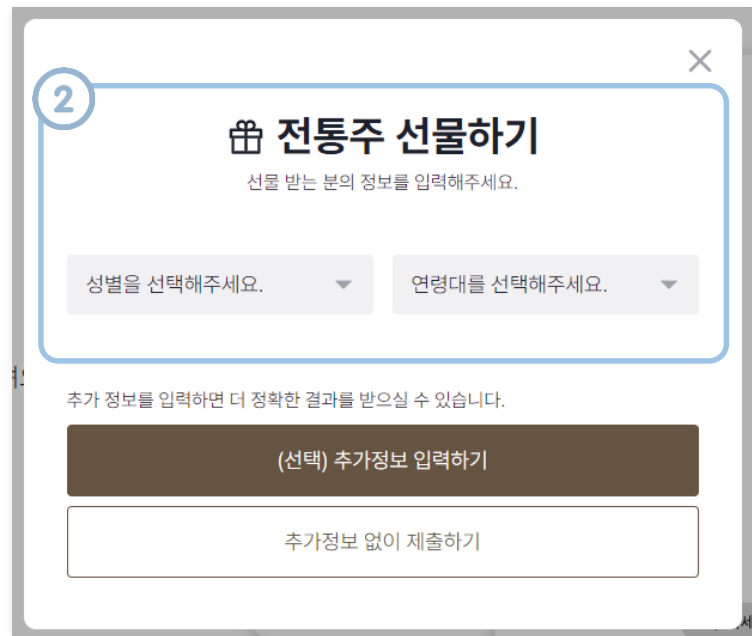 2
전통주 선물하기
선물 받는 분의 정보를 입력해주세요.
성별을 선택해주세요.
연령대를 선택해주세요.
추가 정보를 입력하면 더 정확한 결과를 받으실 수 있습니다.
(선택) 추가정보 입력하기
추가정보 없이 제출하기